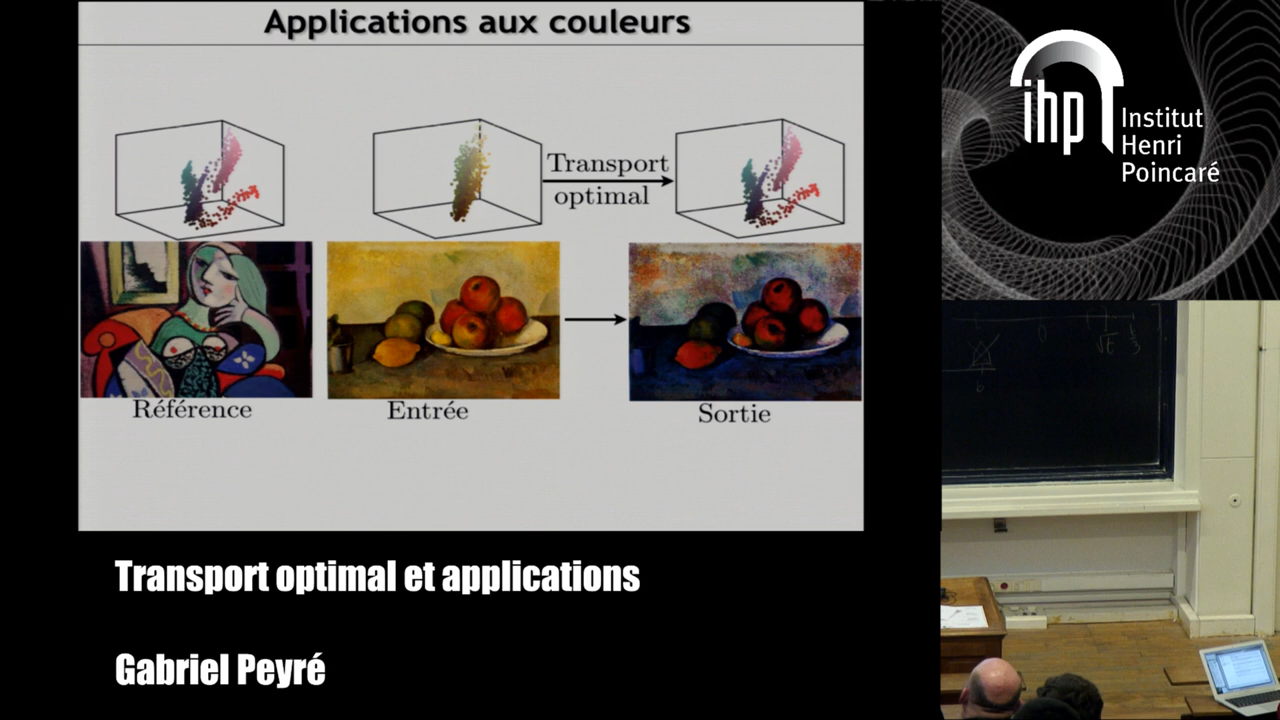 Applications aux couleurs
Transport
optimal
Référence
Entrée
Sortie
Transport optimal et applications
Gabriel Peyré
ihp
Institut
Henri
Poincaré